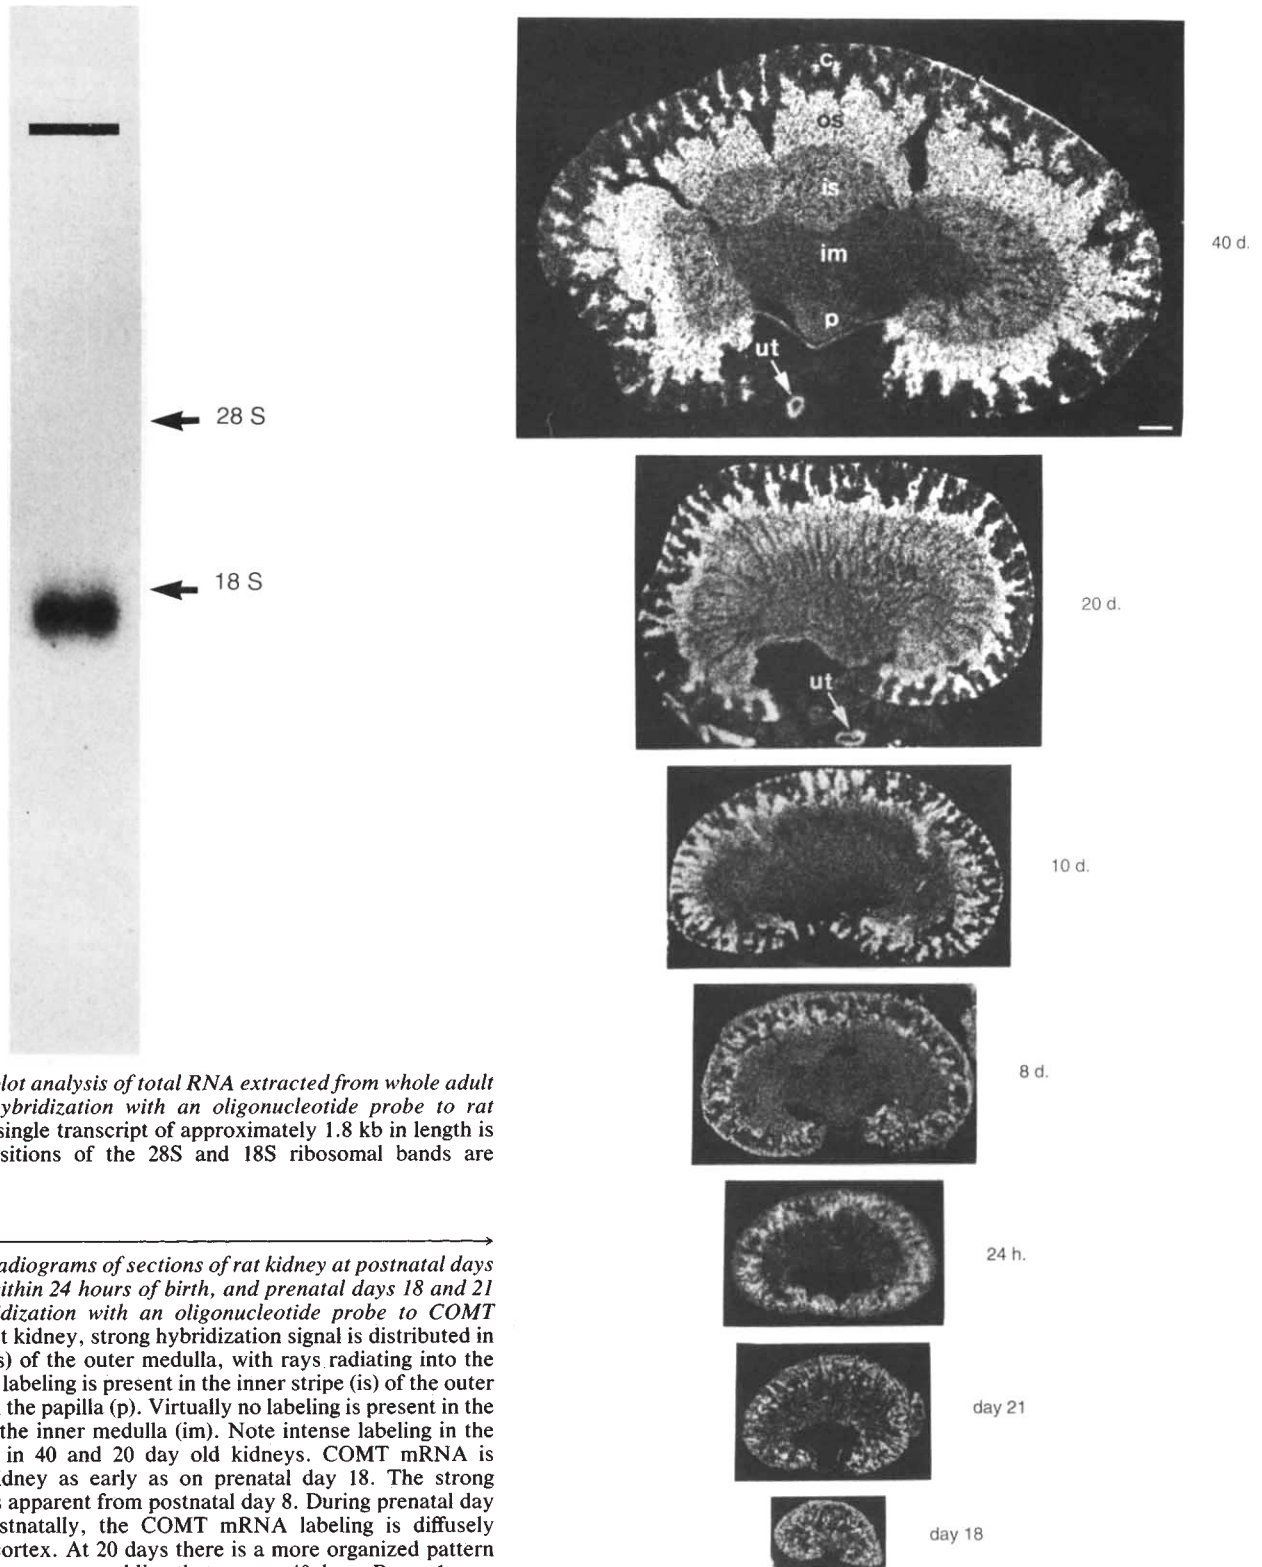 28 S
18 S
c
os
is
im
p
ut
40 d.
ut
20 d.
10 d.
8 d.
24 h.
day 21
day 18
lot analysis of total RNA extracted from whole adult
ybridization with an oligonucleotide probe to rat
single transcript of approximately 1.8 kb in length is
sitions of the 28S and 18S ribosomal bands are
adiograms of sections of rat kidney at postnatal days
ithin 24 hours of birth, and prenatal days 18 and 21
dization with an oligonucleotide probe to COMT
t kidney, strong hybridization signal is distributed in
s) of the outer medulla, with rays radiating into the
labeling is present in the inner stripe (is) of the outer
the papilla (p). Virtually no labeling is present in the
the inner medulla (im). Note intense labeling in the
in 40 and 20 day old kidneys. COMT mRNA is
dney as early as on prenatal day 18. The strong
s apparent from postnatal day 8. During prenatal day
stnatally, the COMT mRNA labeling is diffusely
ortex. At 20 days there is a more organized pattern